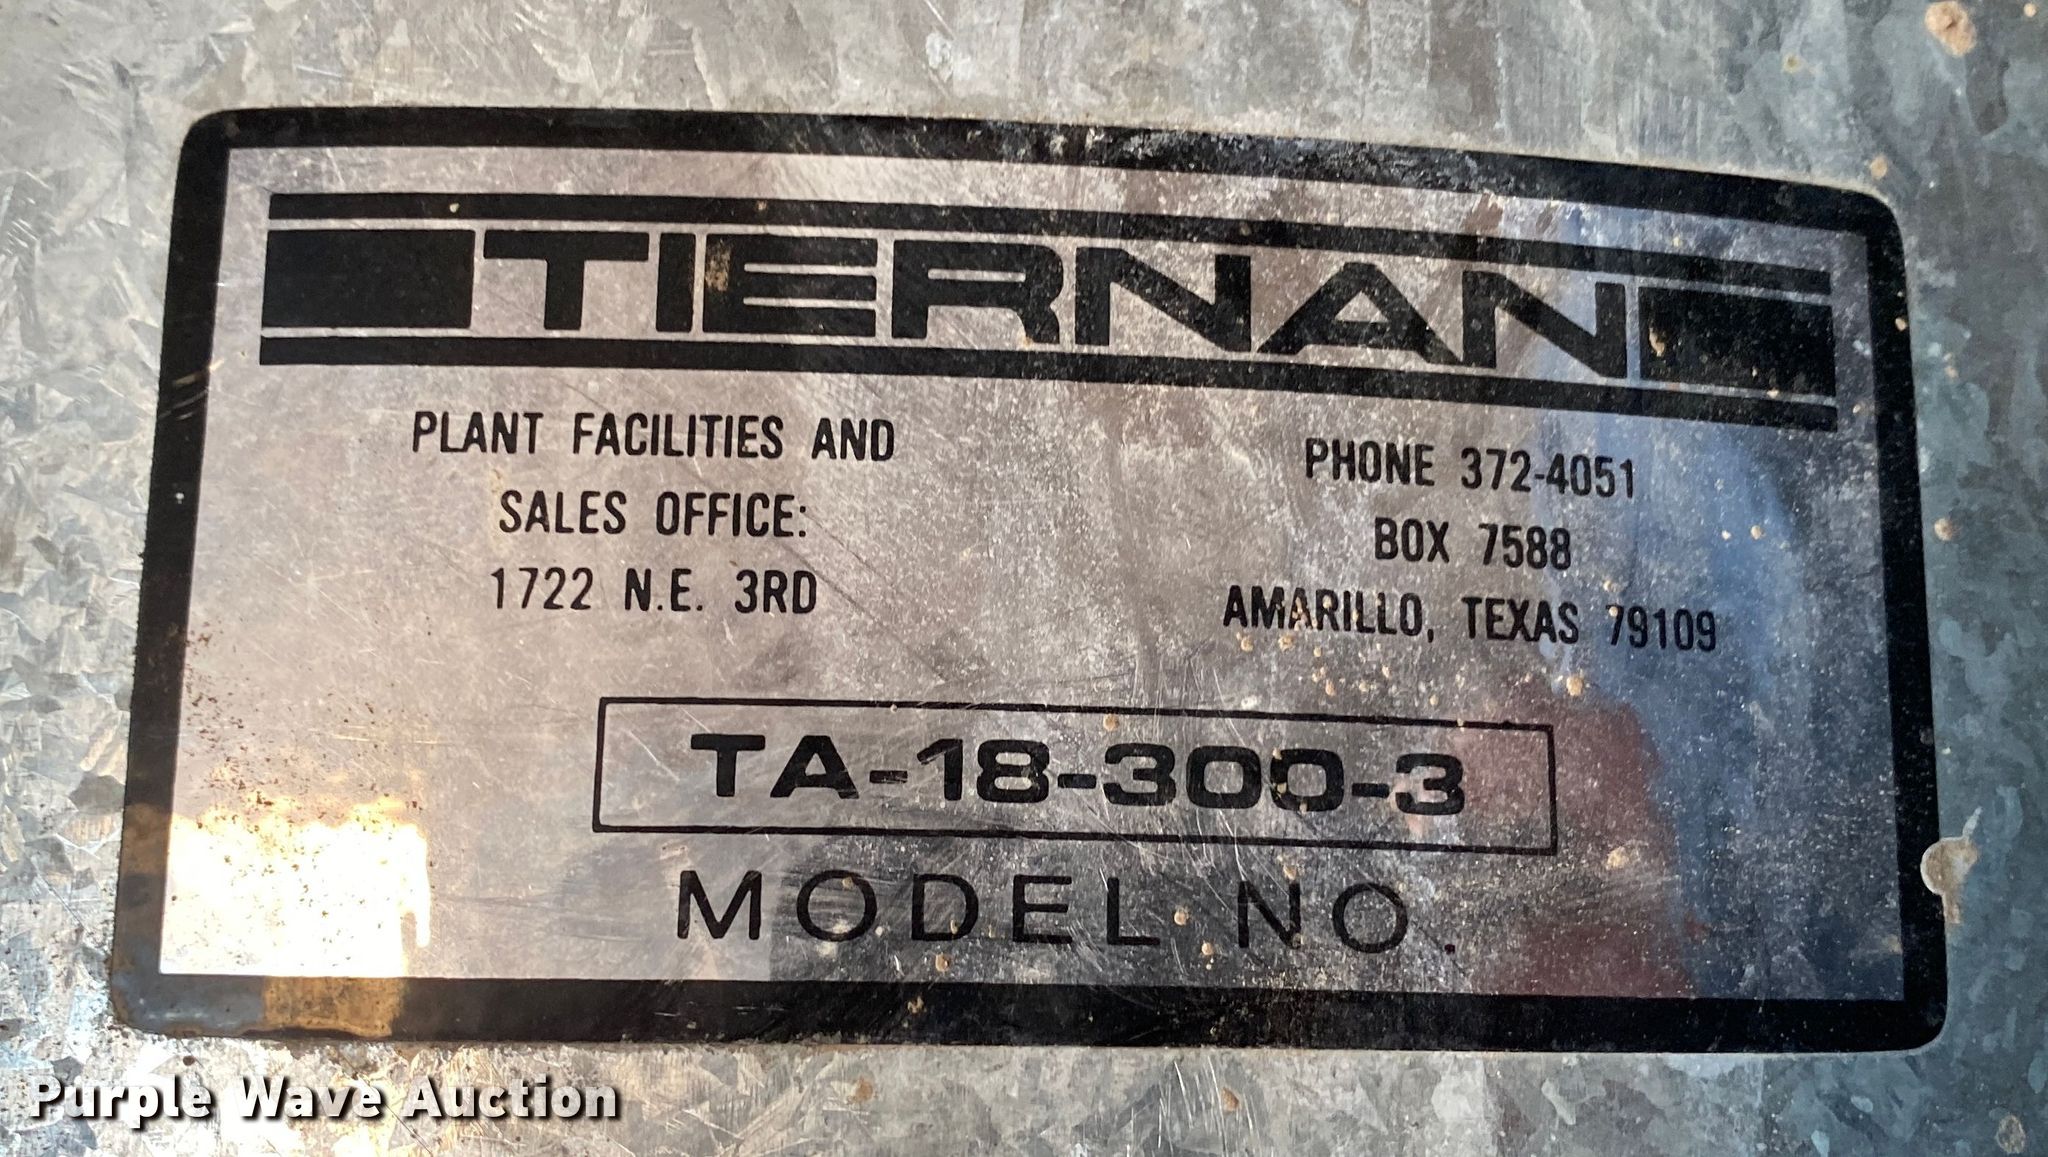 TIERNAN
PLANT FACILITIES AND
SALES OFFICE:
1722 N.E. 3RD
PHONE 372-4051
BOX 7588
AMARILLO, TEXAS 79109
TA-18-300-3
MODEL NO.
Purple Wave Auction